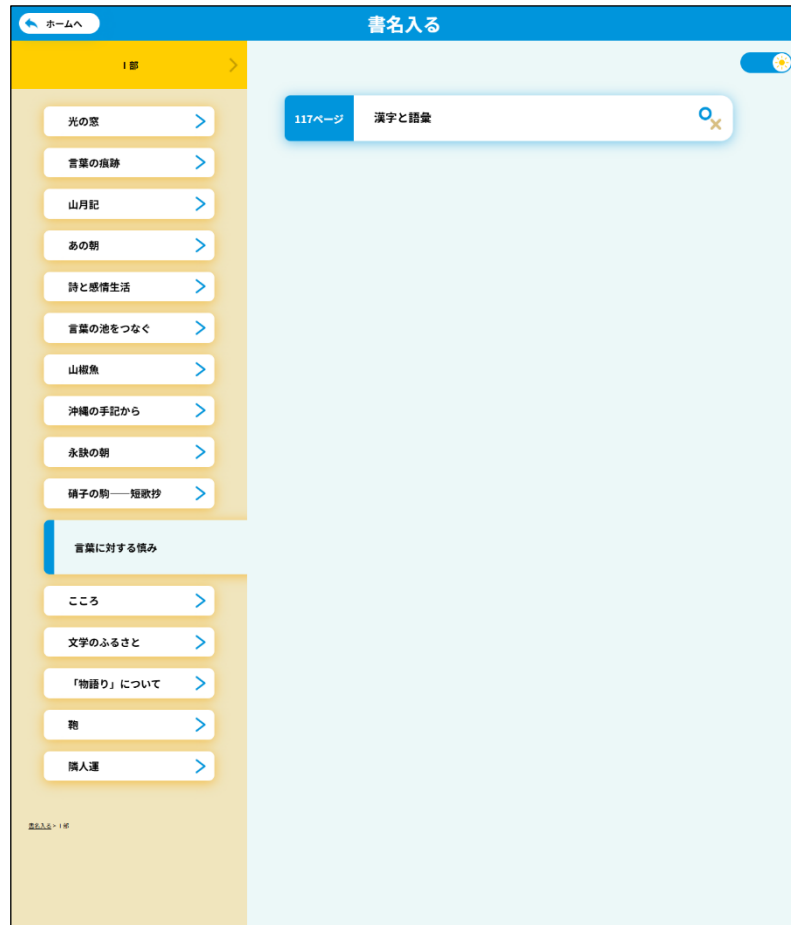 ホームへ
書名入る
I 部
光の窓
言葉の痕跡
山月記
あの朝
詩と感情生活
言葉の池をつなぐ
山椒魚
沖縄の手記から
永訣の朝
硝子の駒――短歌抄
言葉に対する慎み
こころ
文学のふるさと
「物語り」について
鞄
隣人運
書名入る> I 部
117ページ
漢字と語彙